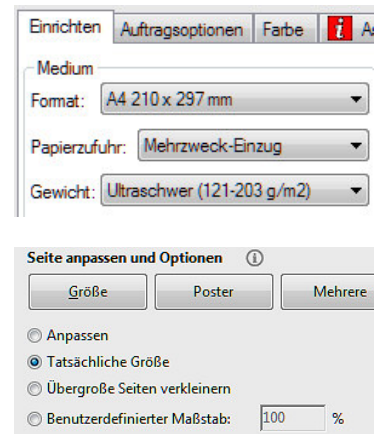 Einrichten Auftragsoptionen Farbe i
Medium
Format: A4 210 x 297 mm
Papierzufuhr: Mehrzweck-Einzug
Gewicht: Ultraschwer (121-203 g/m2)
Seite anpassen und Optionen i
Größe Poster Mehrere
Anpassen
Tatsächliche Größe
Übergroße Seiten verkleinern
Benutzerdefinierter Maßstab: 100 %